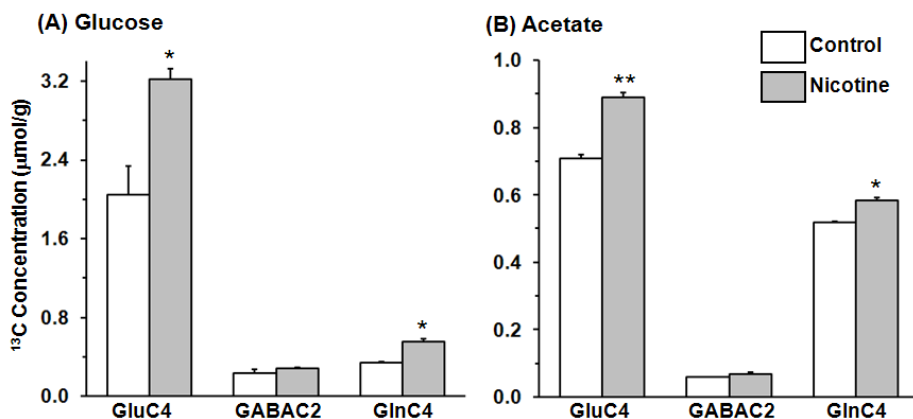 (A) Glucose
(B) Acetate
Control
Nicotine
¹³C Concentration (μmol/g)
3.2
2.4
1.6
0.8
0.0
*
*
GluC4 GABAC2 GlnC4
1.0
0.8
0.6
0.4
0.2
0.0
**
*
GluC4 GABAC2 GlnC4